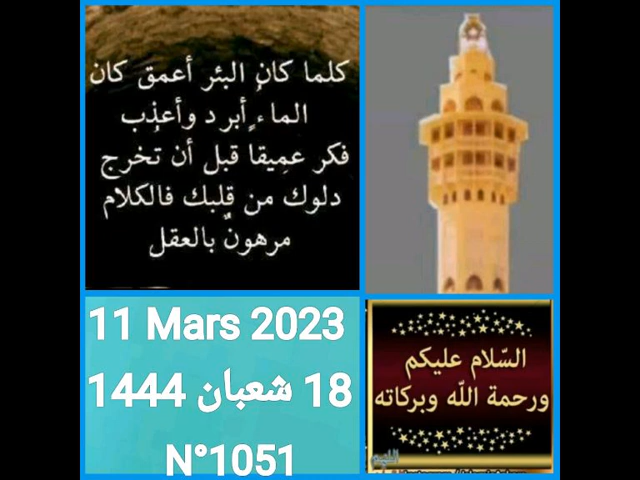 كلما كان البئر أعمق كان
الماءُ أبرد وأعذب
فكر عميقاً قبل أن تُخرج
دلوك من قلبك فالكلام
مرهونٌ بالعقل
11 Mars 2023
18 شعبان 1444
N°1051
السّلام عليكم
ورحمة اللّه وبركاته